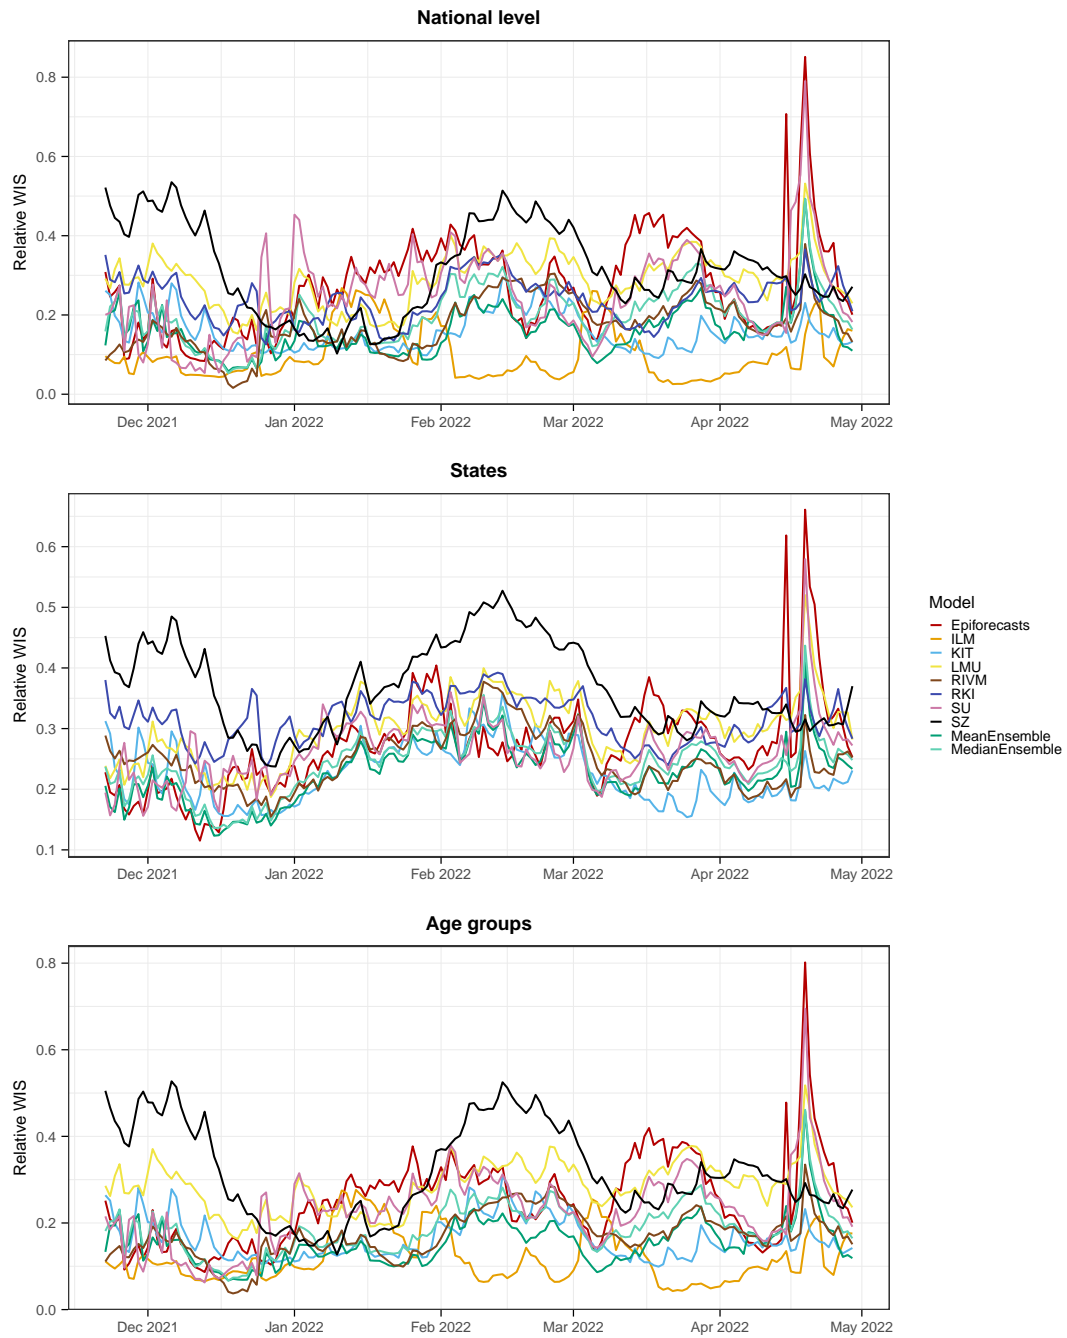 National level
Relative WIS
0.8
0.6
0.4
0.2
0.0
Dec 2021 Jan 2022 Feb 2022 Mar 2022 Apr 2022 May 2022
States
Relative WIS
0.6
0.5
0.4
0.3
0.2
0.1
Dec 2021 Jan 2022 Feb 2022 Mar 2022 Apr 2022 May 2022
Model
Epiforecasts
ILM
KIT
LMU
RIVM
RKI
SU
SZ
MeanEnsemble
MedianEnsemble
Age groups
Relative WIS
0.8
0.6
0.4
0.2
0.0
Dec 2021 Jan 2022 Feb 2022 Mar 2022 Apr 2022 May 2022